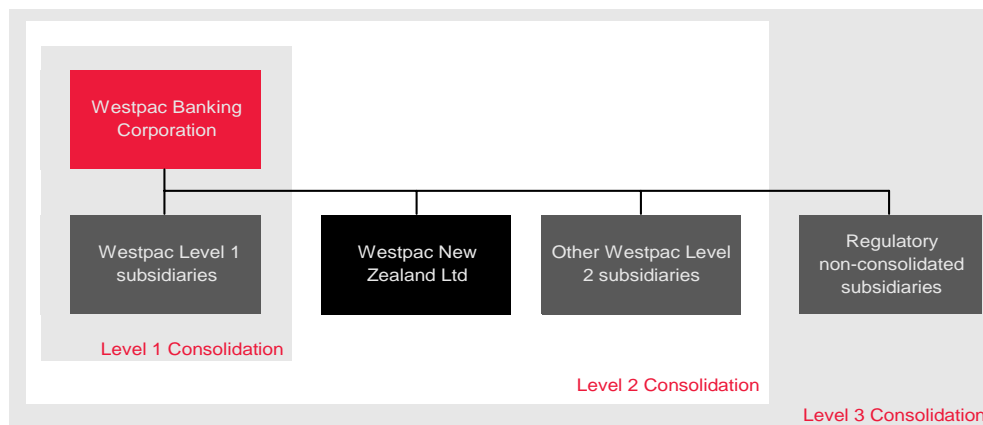 Westpac Banking
Corporation
Westpac Level 1
subsidiaries
Westpac New
Zealand Ltd
Other Westpac Level
2 subsidiaries
Regulatory
non-consolidated
subsidiaries
Level 1 Consolidation
Level 2 Consolidation
Level 3 Consolidation